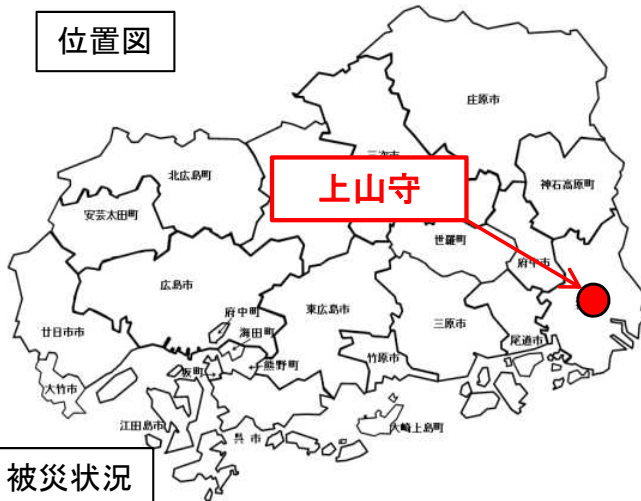 位置図
庄原市
三次市
北広島町
上山守
神石高原町
安芸太田町
世羅町
府中市
広島市
府中町
海田町
東広島市
三原市
尾道市
廿日市市
竹原市
熊野町
坂町
大竹市
江田島市
呉市
大崎上島町
被災状況